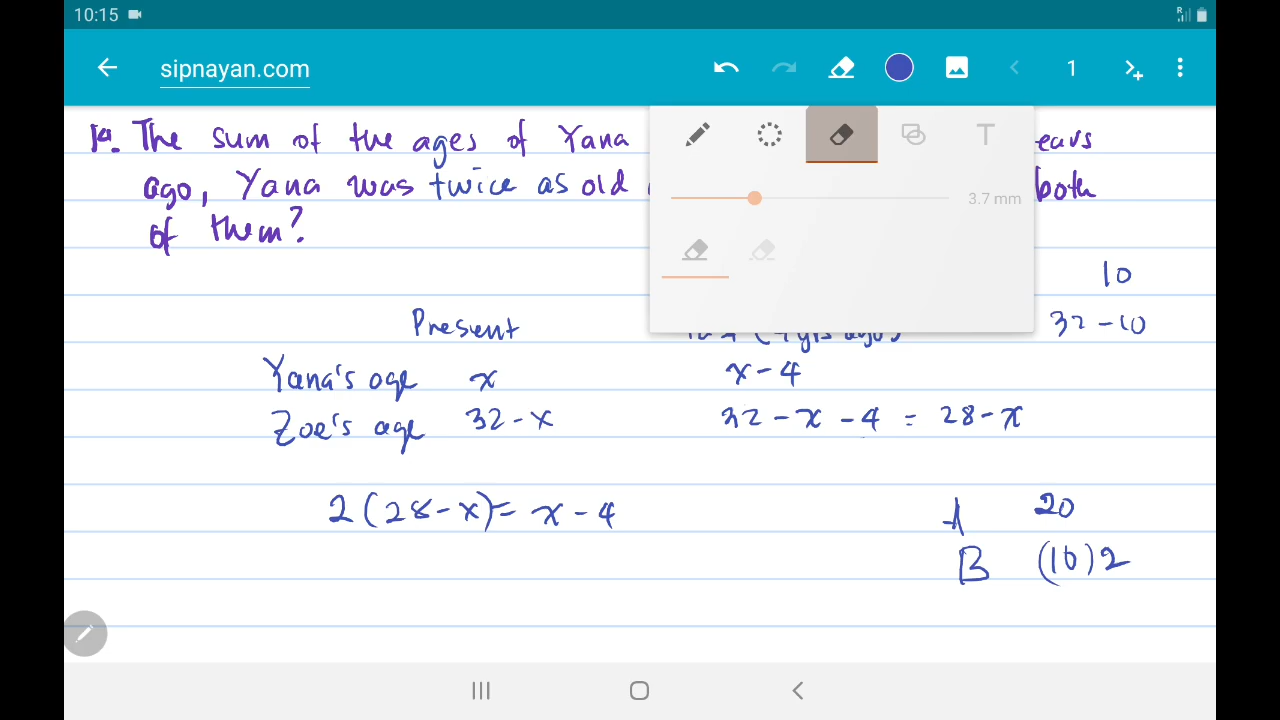 10:15
sipnayan.com
1
19. The sum of the ages of Yana ears
ago, Yana was twice as old both
of them?
3.7 mm
T
10
Present 32 - 10
Yana's age x x - 4
Zoe's age 32 - x 32 - x - 4 = 28 - x
2(28 - x) = x - 4
A 20
B (10)2